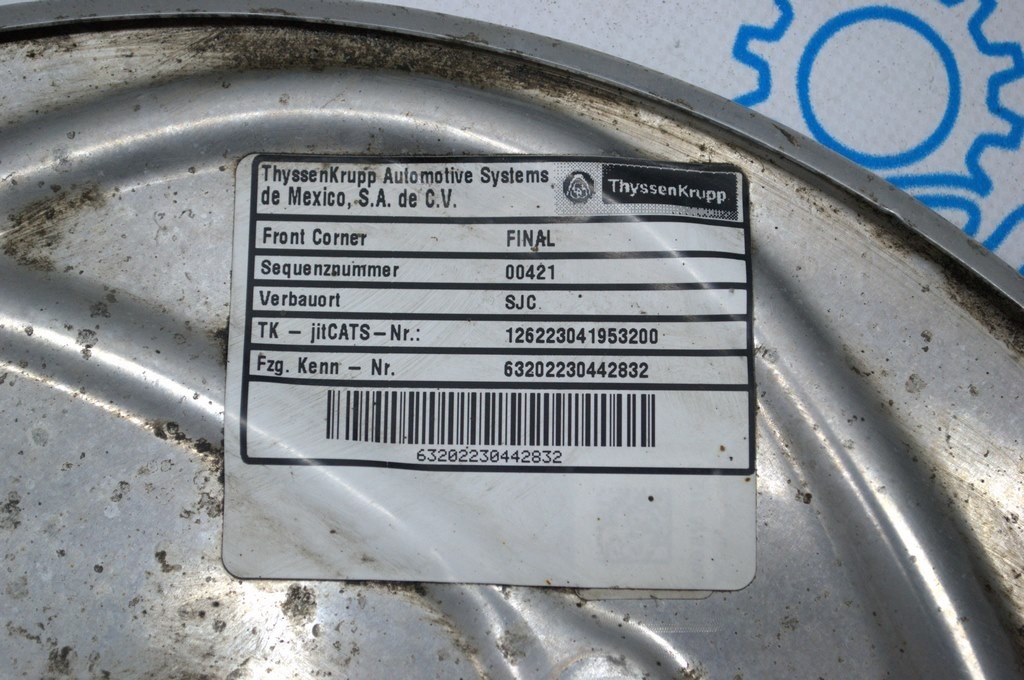 ThyssenKrupp Automotive Systems
de Mexico, S.A. de C.V.
ThyssenKrupp
Front Corner FINAL
Sequenznummer 00421
Verbauort SJC
TK - jitCATS-Nr.: 126223041953200
Fzg. Kenn - Nr. 63202230442832
63202230442832